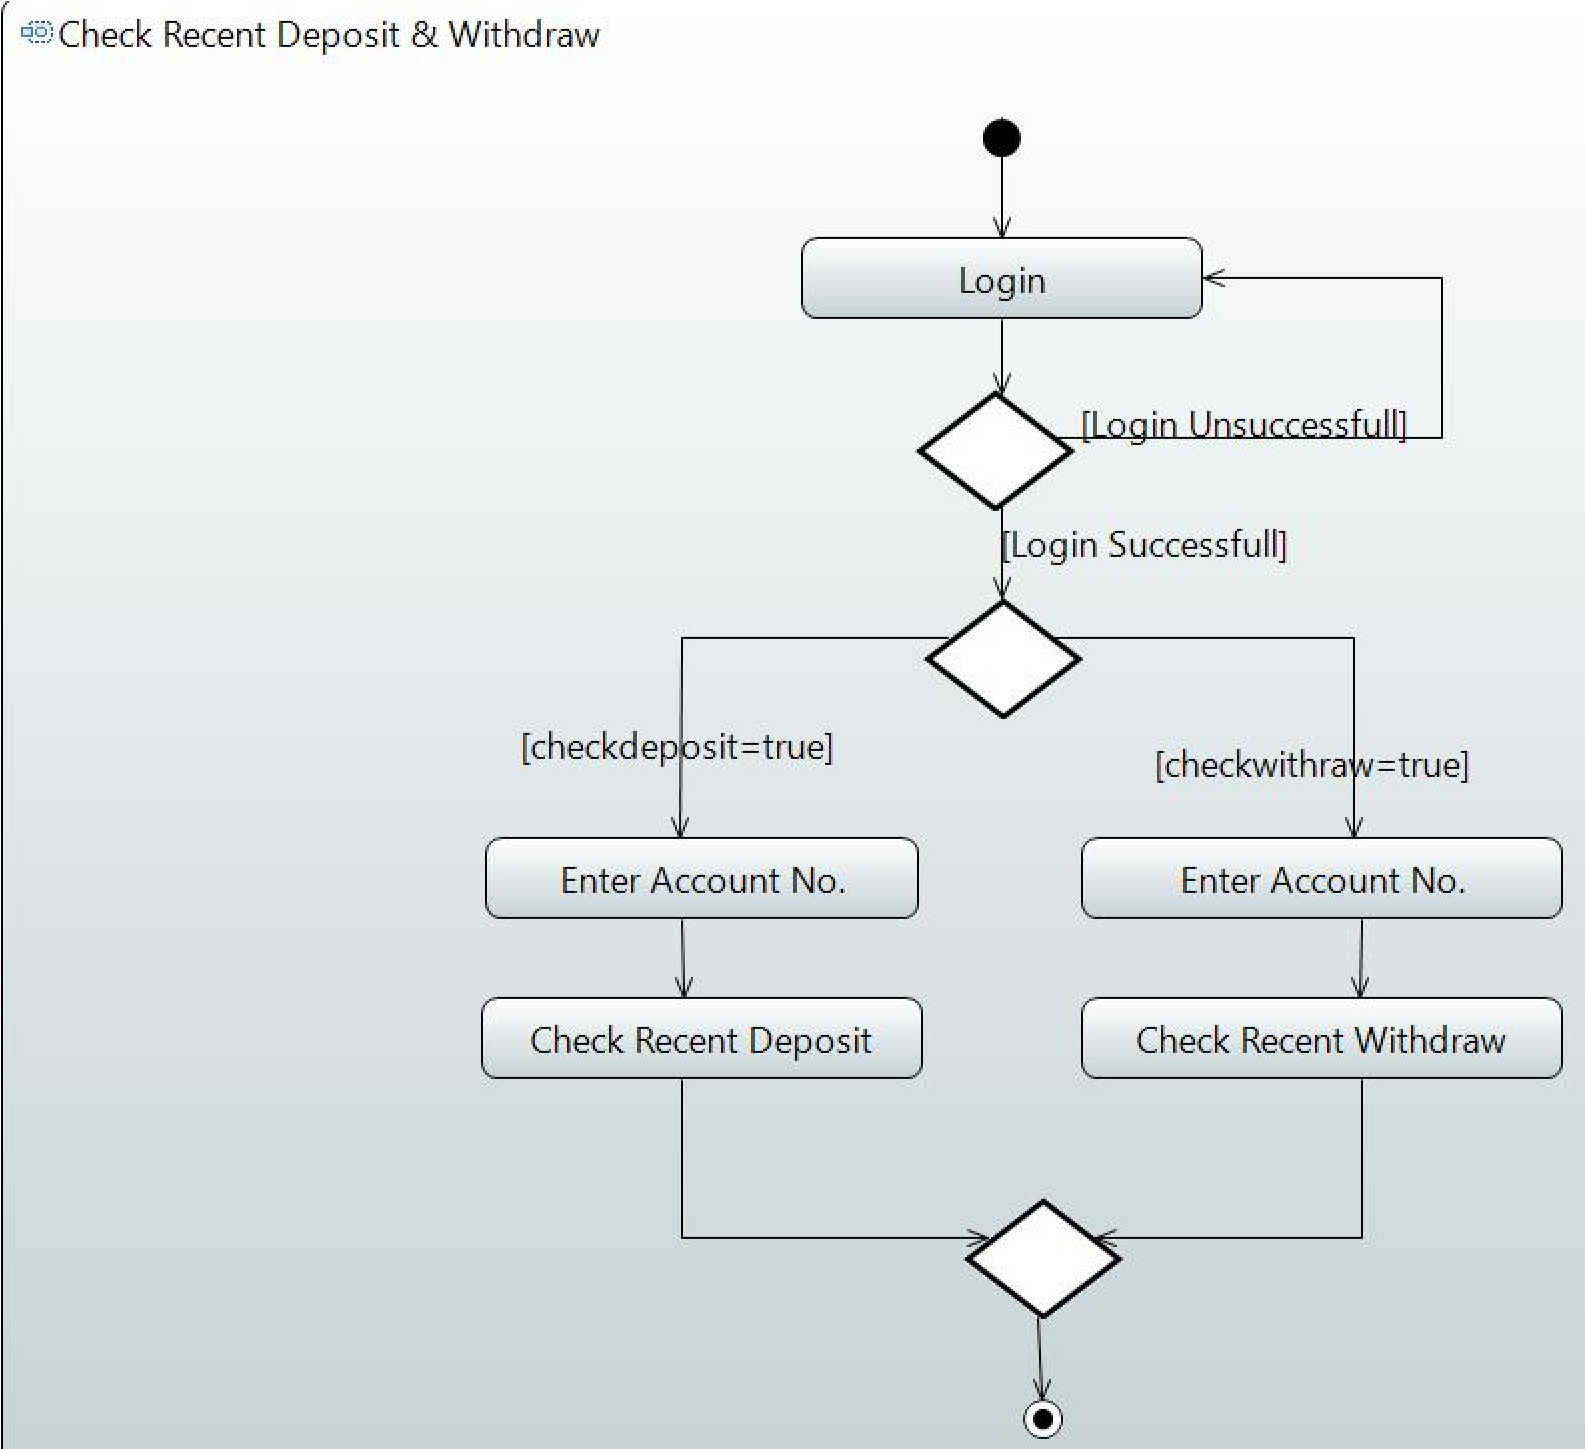 Check Recent Deposit & Withdraw
Login
[Login Unsuccessfull]
[Login Successfull]
[checkdeposit=true]
[checkwithraw=true]
Enter Account No.
Enter Account No.
Check Recent Deposit
Check Recent Withdraw